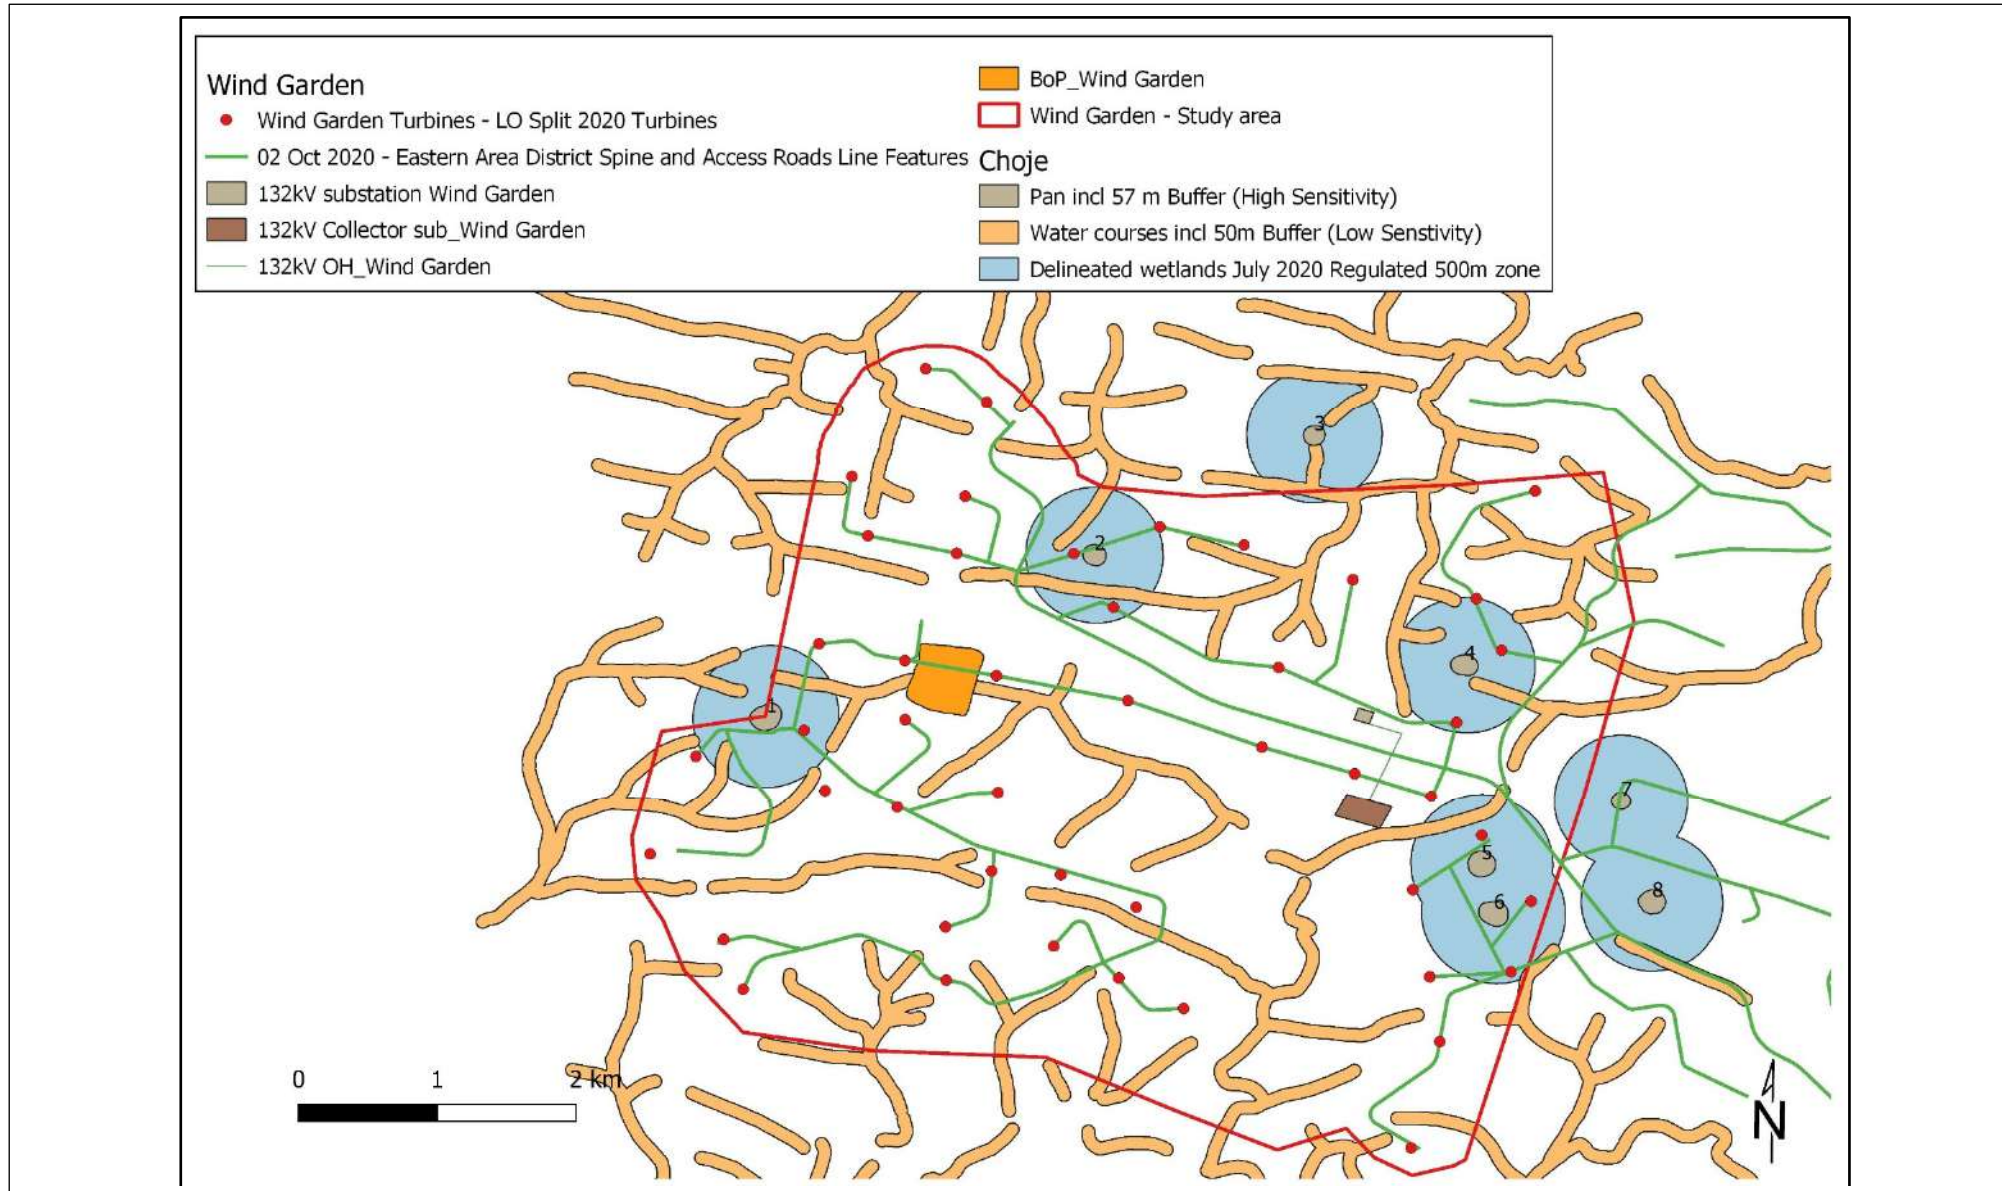 Wind Garden
Wind Garden Turbines - LO Split 2020 Turbines
02 Oct 2020 - Eastern Area District Spine and Access Roads Line Features
132kV substation Wind Garden
132kV Collector sub_Wind Garden
132kV OH_Wind Garden
BoP_Wind Garden
Wind Garden - Study area
Choje
Pan incl 57 m Buffer (High Sensitivity)
Water courses incl 50m Buffer (Low Senstivity)
Delineated wetlands July 2020 Regulated 500m zone
3
2
4
1
7
5
8
6
0 1 2 km
N